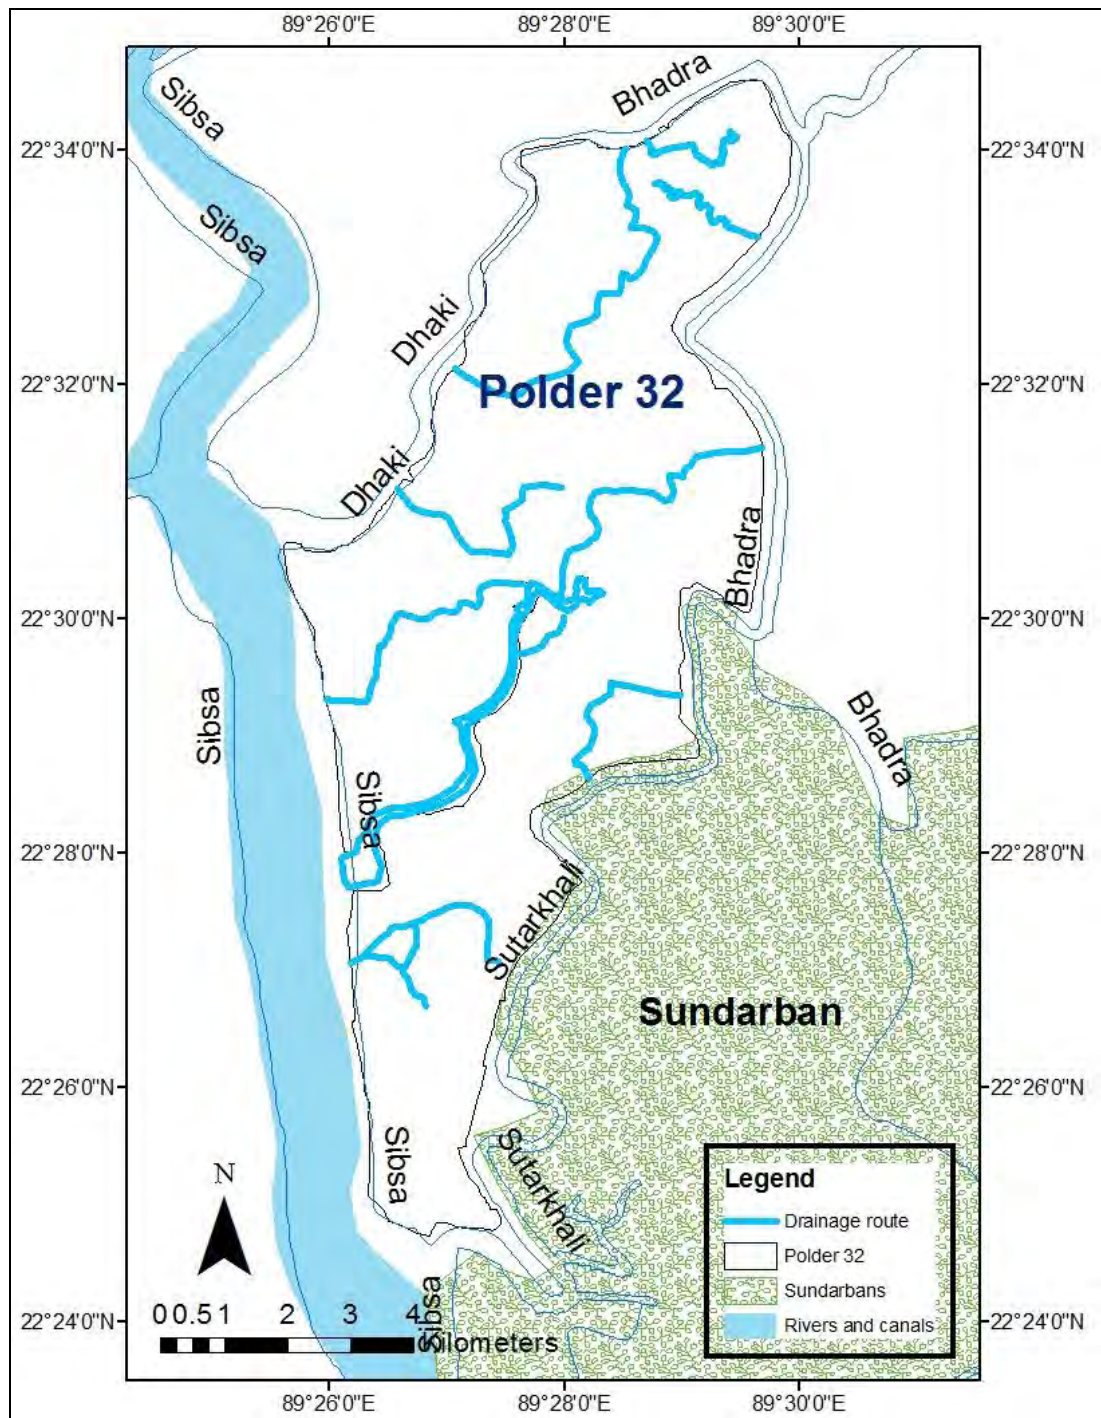 89°26'0"E 89°28'0"E 89°30'0"E
Bhadra
Sibsa
22°34'0"N 22°34'0"N
Sibsa
Dhaki
22°32'0"N 22°32'0"N
Polder 32
Dhaki
Bhadra
22°30'0"N 22°30'0"N
Sibsa
Bhadra
Sibsa
22°28'0"N 22°28'0"N
Sutarkhali
Sundarban
22°26'0"N 22°26'0"N
Sibsa
Sutarkhali
N
Legend
Drainage route
Polder 32
Sundarbans
Rivers and canals
Sibsa
0 0.5 1 2 3 4
Kilometers
22°24'0"N 22°24'0"N
89°26'0"E 89°28'0"E 89°30'0"E